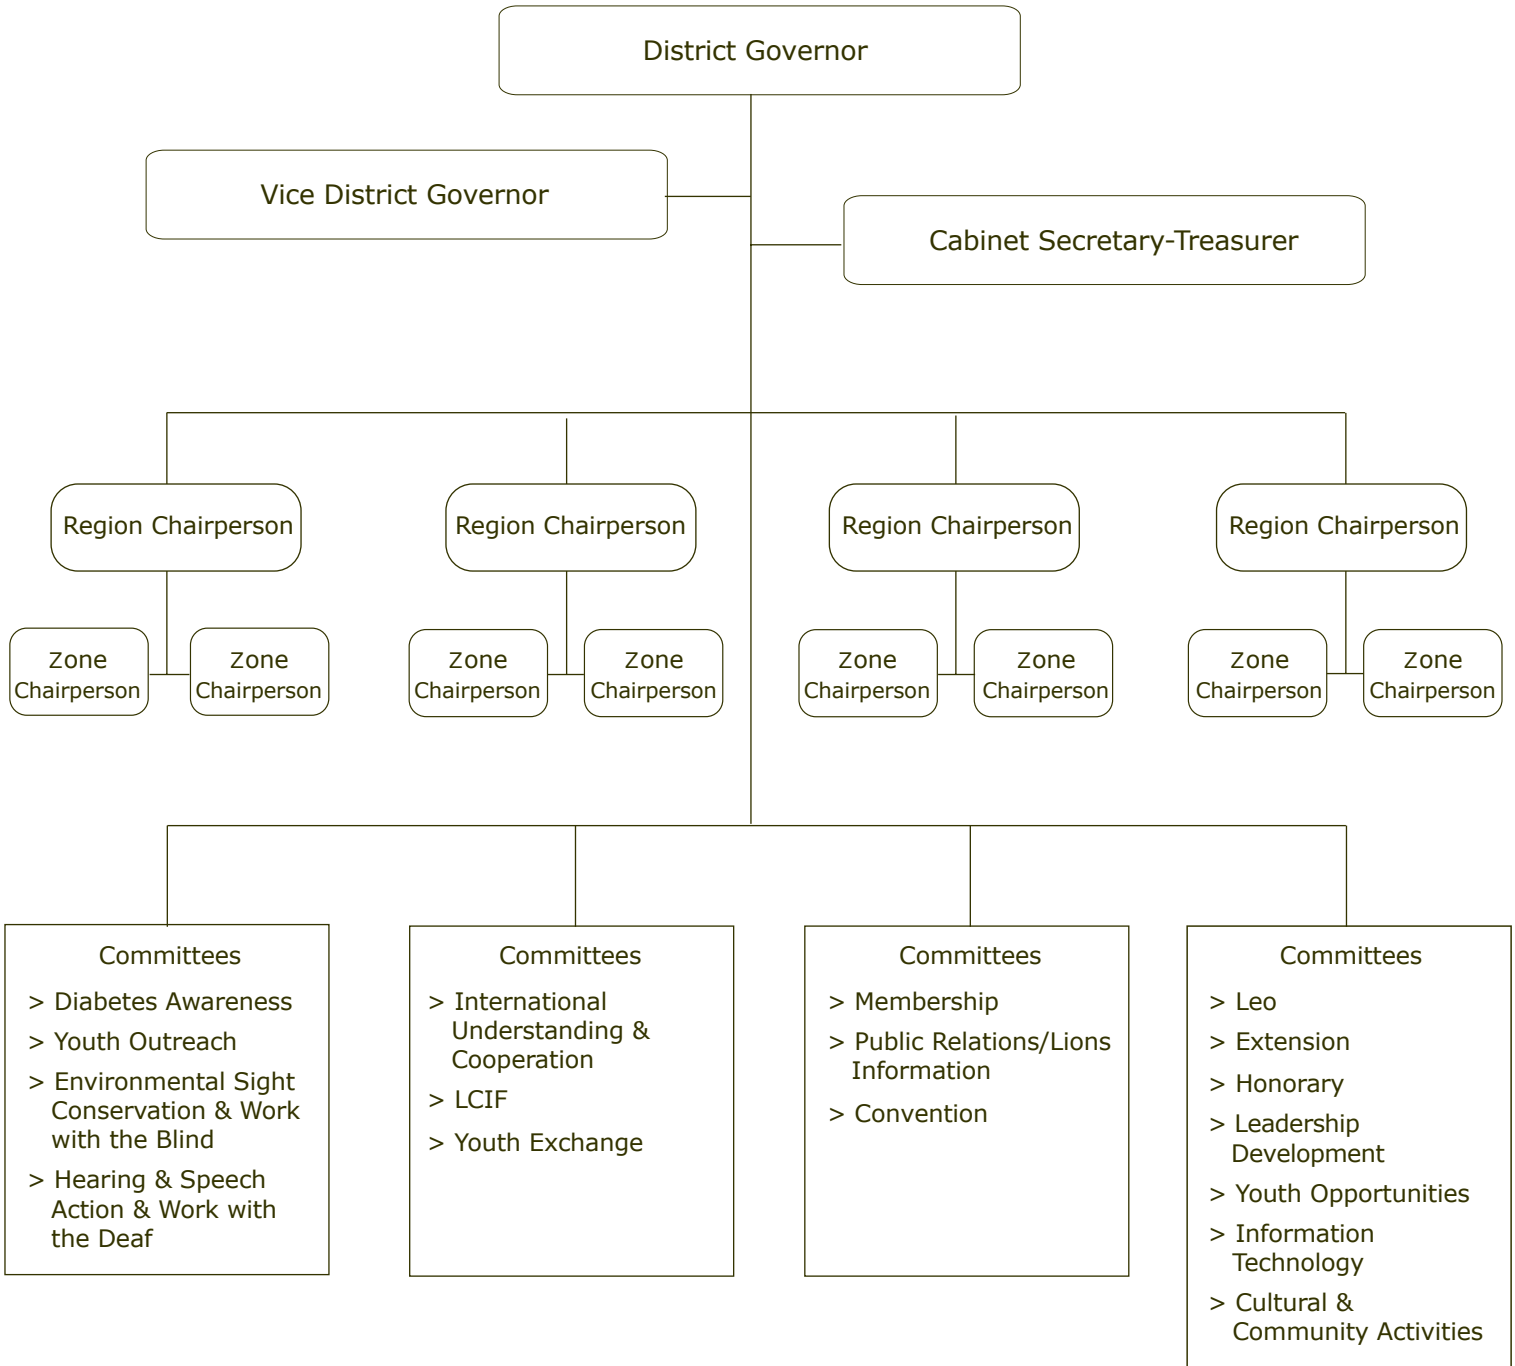 District Governor
Vice District Governor
Cabinet Secretary-Treasurer
Region Chairperson
Region Chairperson
Region Chairperson
Region Chairperson
Zone
Chairperson
Zone
Chairperson
Zone
Chairperson
Zone
Chairperson
Zone
Chairperson
Zone
Chairperson
Zone
Chairperson
Zone
Chairperson
Committees
> Diabetes Awareness
> Youth Outreach
> Environmental Sight
Conservation & Work
with the Blind
> Hearing & Speech
Action & Work with
the Deaf
Committees
> International
Understanding &
Cooperation
> LCIF
> Youth Exchange
Committees
> Membership
> Public Relations/Lions
Information
> Convention
Committees
> Leo
> Extension
> Honorary
> Leadership
Development
> Youth Opportunities
> Information
Technology
> Cultural &
Community Activities